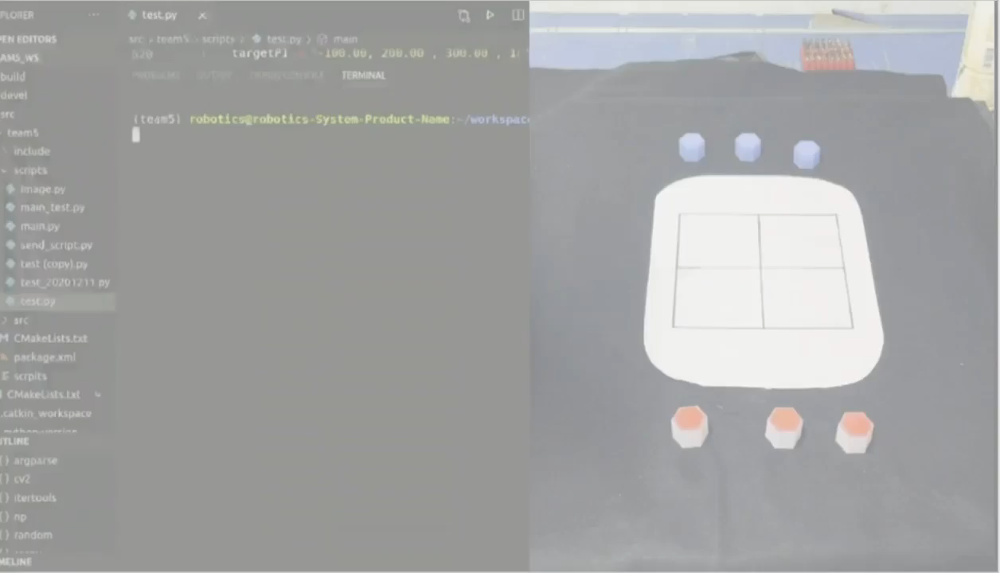 PLORER ...
test.py ×
PEN EDITORS
src › team5 › scripts › test.py › main
AMS_WS
520 targetP1
-100.00, 200.00 , 300.00 , 1
build
PROBLEMS OUTPUT DEBUG CONSOLE TERMINAL
devel
src
(team5) robotics@robotics-System-Product-Name:~/workspac
team5
include
scripts
image.py
main_test.py
main.py
send_script.py
test (copy).py
test_20201211.py
test.py
src
CMakeLists.txt
package.xml
scrpits
CMakeLists.txt
.catkin_workspace
.python-version
UTLINE
argparse
cv2
itertools
np
random
MELINE